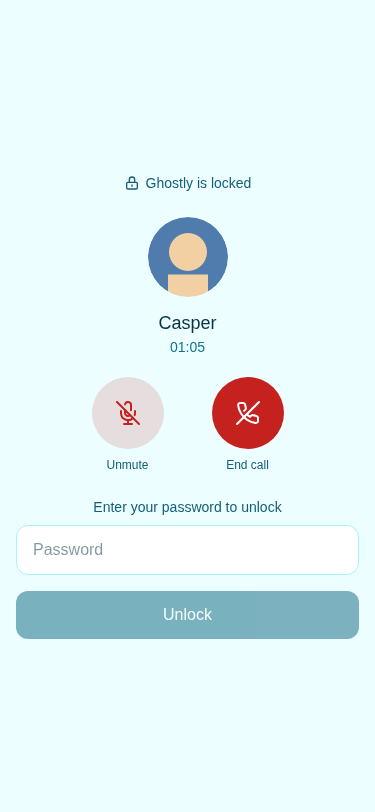 Ghostly is locked
Casper
01:05
Unmute
End call
Enter your password to unlock
Password
Unlock